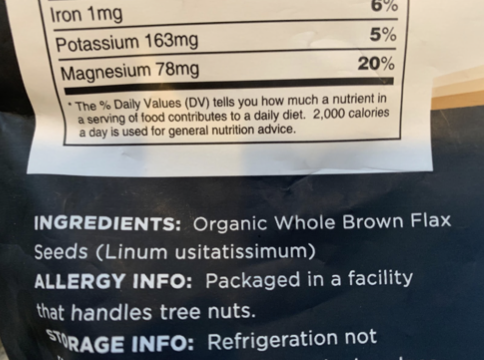 Iron 1mg 6%
Potassium 163mg 5%
Magnesium 78mg 20%
* The % Daily Values (DV) tells you how much a nutrient in
a serving of food contributes to a daily diet. 2,000 calories
a day is used for general nutrition advice.
INGREDIENTS: Organic Whole Brown Flax
Seeds (Linum usitatissimum)
ALLERGY INFO: Packaged in a facility
that handles tree nuts.
STORAGE INFO: Refrigeration not